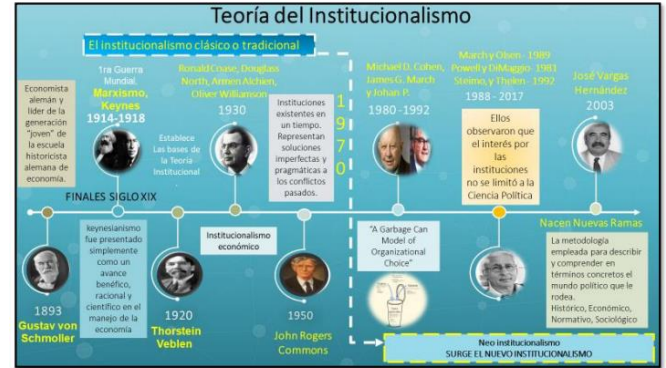 Teoría del Institucionalismo
El institucionalismo clásico o tradicional
Economista
alemán y
líder de la
generación
"joven" de
la escuela
historicista
alemana de
economía.
1ra Guerra
Mundial,
Marxismo,
Keynes
1914-1918
Ronald Coase, Douglass
North, Armen Alchien,
Oliver Williamson
1930
Establece
Las bases de
la Teoría
Institucional
Instituciones
existentes en
un tiempo.
Representan
soluciones
imperfectas y
pragmáticas a
los conflictos
pasados.
1
9
7
0
Michael D. Cohen,
James G. March
y Johan P.
1980 -1992
March y Olsen - 1989
Powell y DiMaggio - 1981
Steimo, y Thelen - 1992
1988 - 2017
Ellos
observaron que
el interés por
las
instituciones
no se limitó a la
Ciencia Política
José Vargas
Hernández
2003
FINALES SIGLO XIX
1893
Gustav von
Schmoller
keynesianismo
fue presentado
simplemente
como un
avance
benéfico,
racional y
científico en el
manejo de la
economía
1920
Thorstein
Veblen
Institucionalismo
económico
1950
John Rogers
Commons
"A Garbage Can
Model of
Organizational
Choice"
Nacen Nuevas Ramas
La metodología
empleada para describir
y comprender en
términos concretos el
mundo político que le
rodea.
Histórico, Económico,
Normativo, Sociológico
Neo institucionalismo
SURGE EL NUEVO INSTITUCIONALISMO